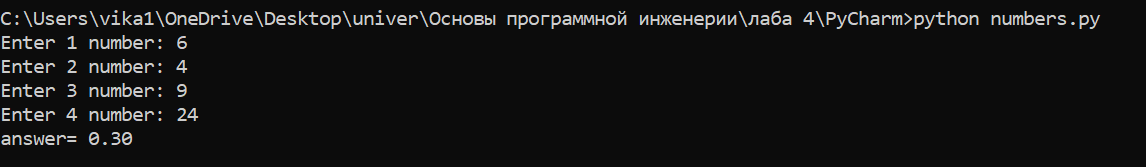 C:\Users\vika1\OneDrive\Desktop\univer\Основы программной инженерии\лаба 4\PyCharm>python numbers.py
Enter 1 number: 6
Enter 2 number: 4
Enter 3 number: 9
Enter 4 number: 24
answer= 0.30